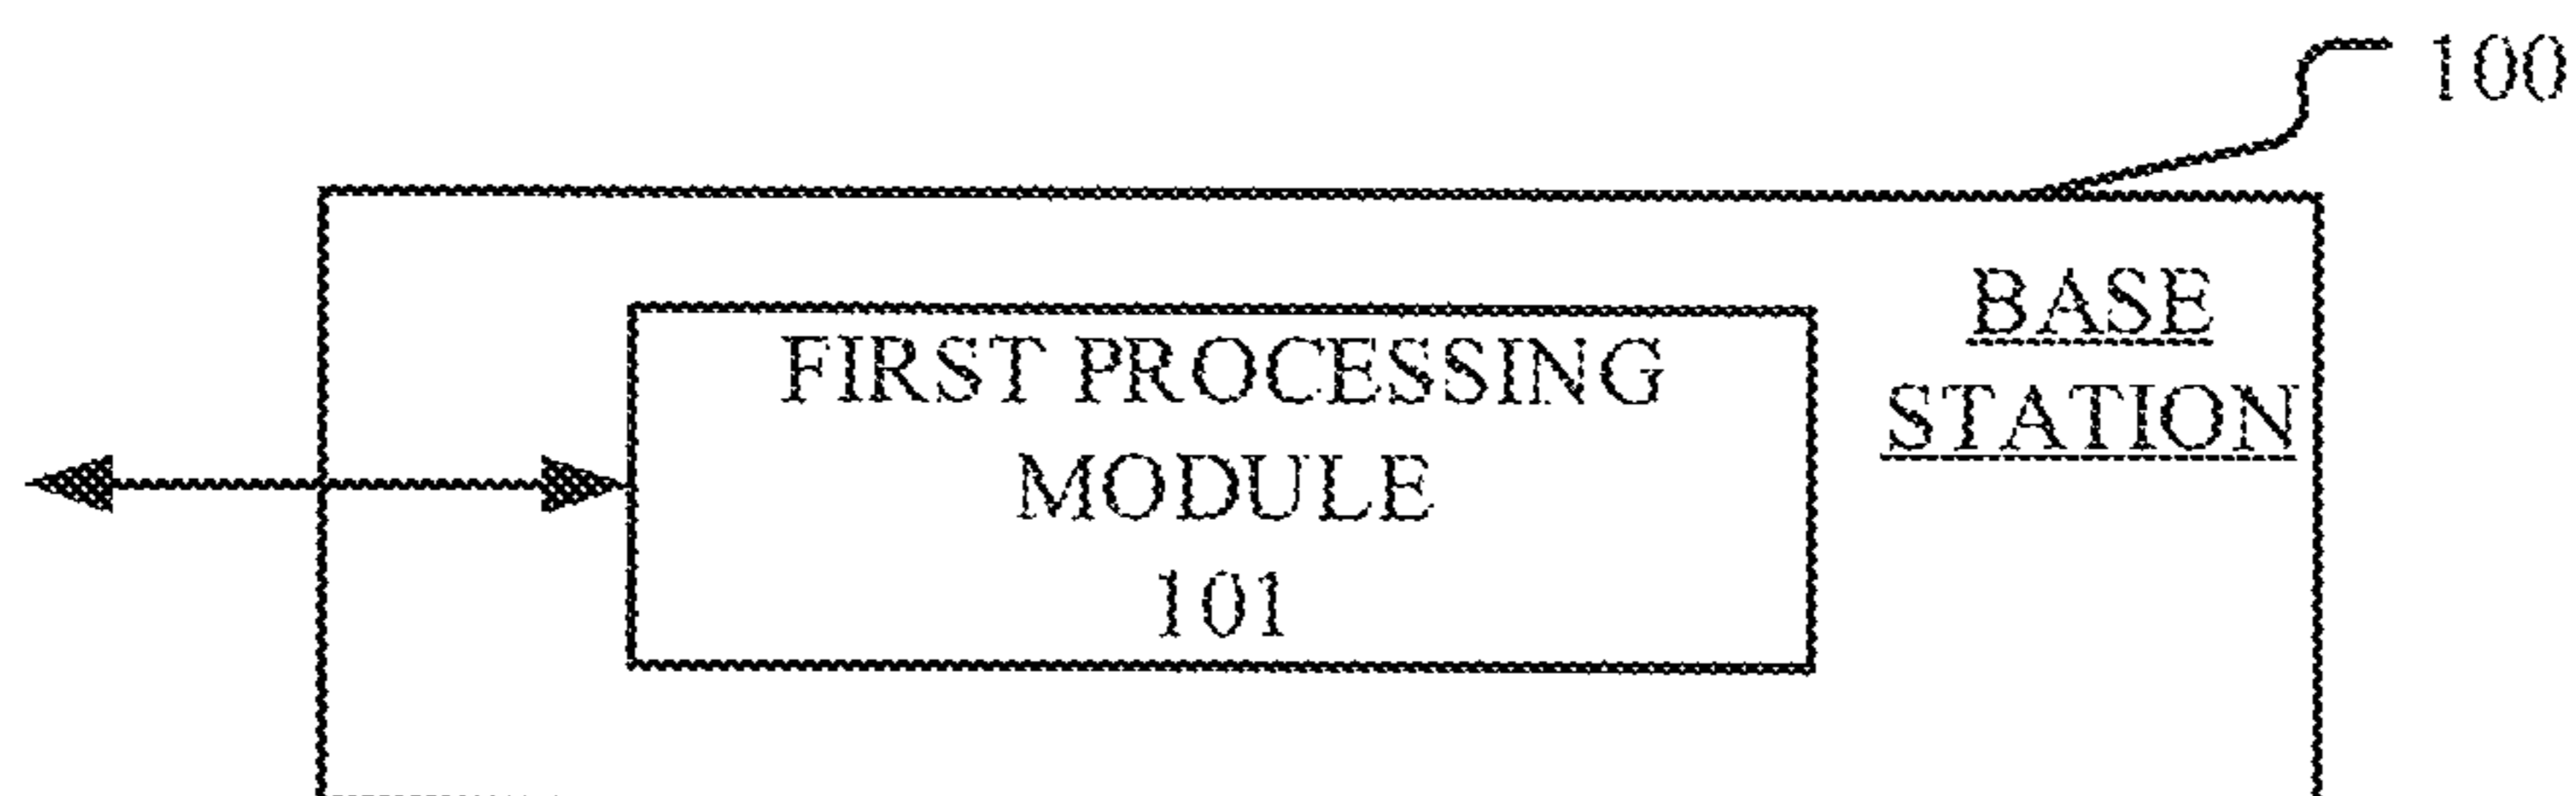 100
BASE
STATION
FIRST PROCESSING
MODULE
101